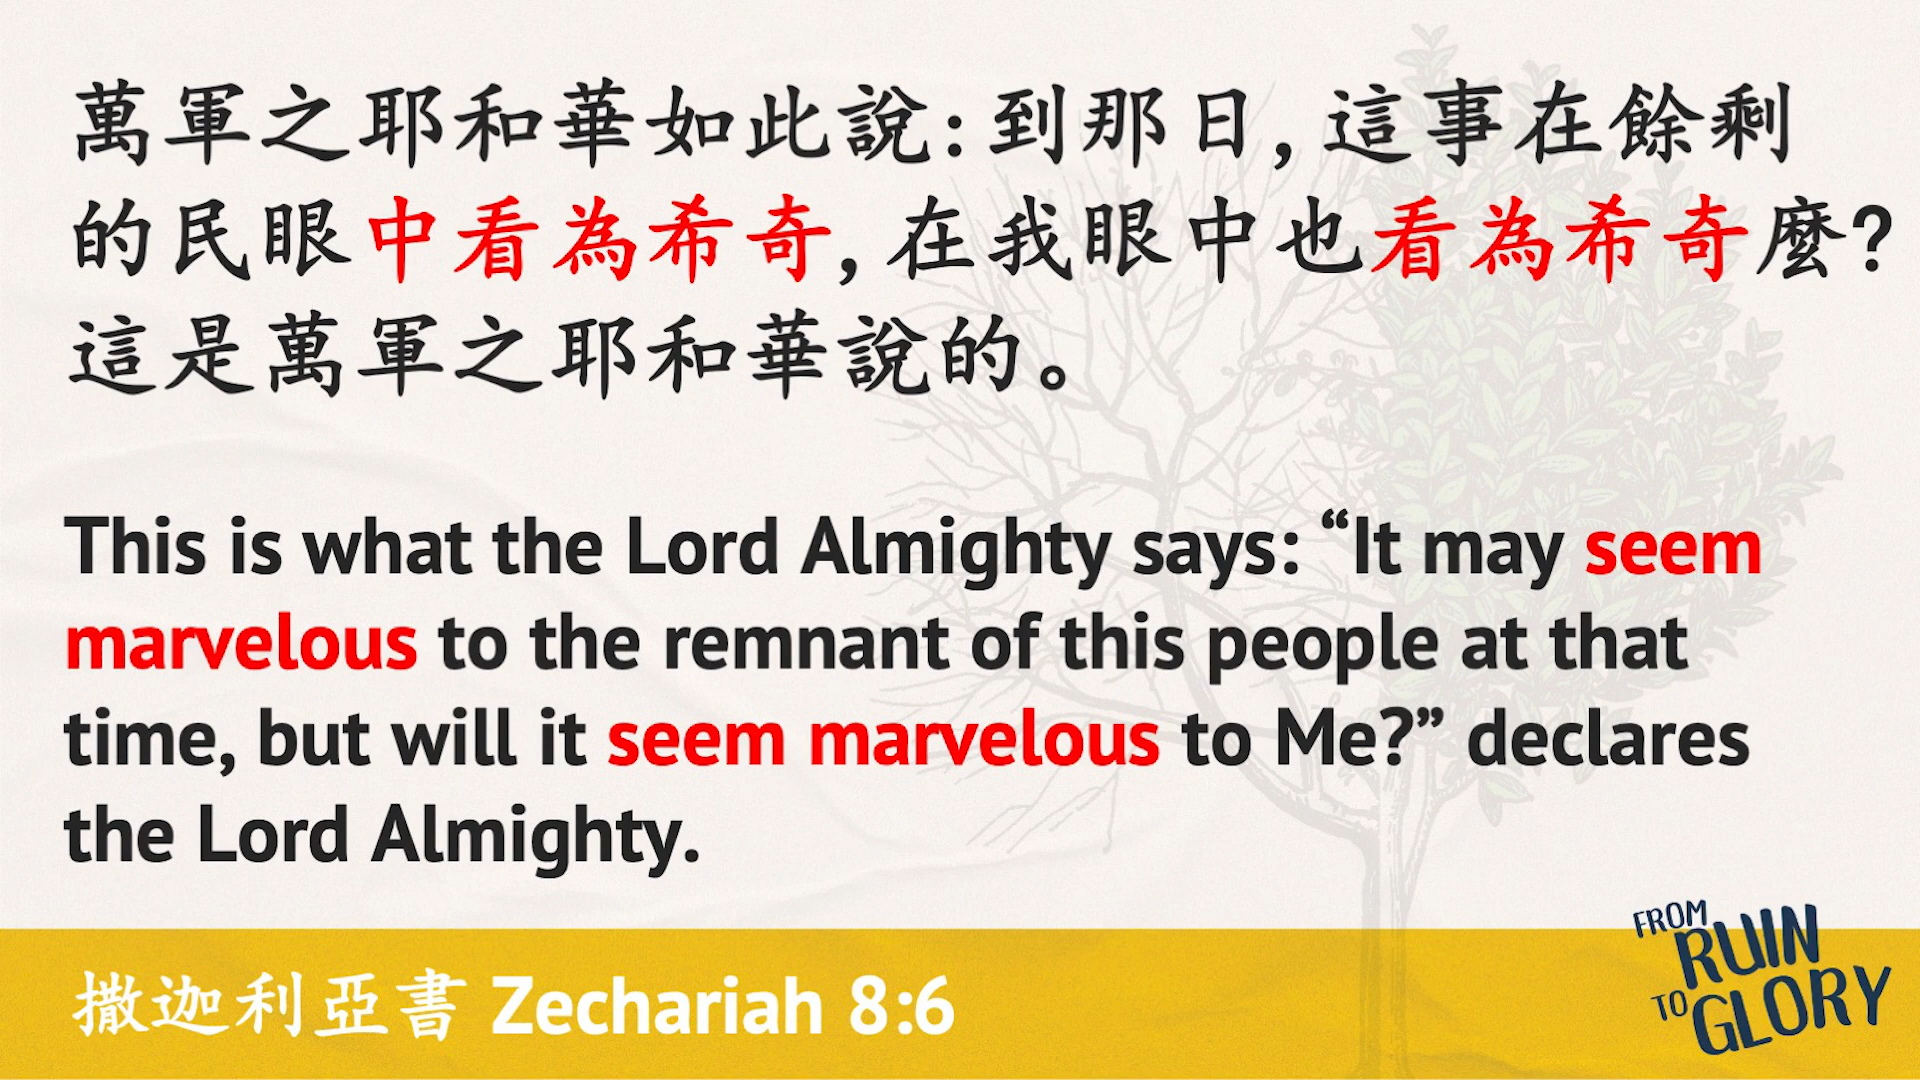 萬軍之耶和華如此說:到那日,這事在餘剩
的民眼中看為希奇,在我眼中也看為希奇麼?
這是萬軍之耶和華說的。
This is what the Lord Almighty says: “It may seem
marvelous to the remnant of this people at that
time, but will it seem marvelous to Me?” declares
the Lord Almighty.
撒迦利亞書 Zechariah 8:6
FROM
RUIN
TO GLORY